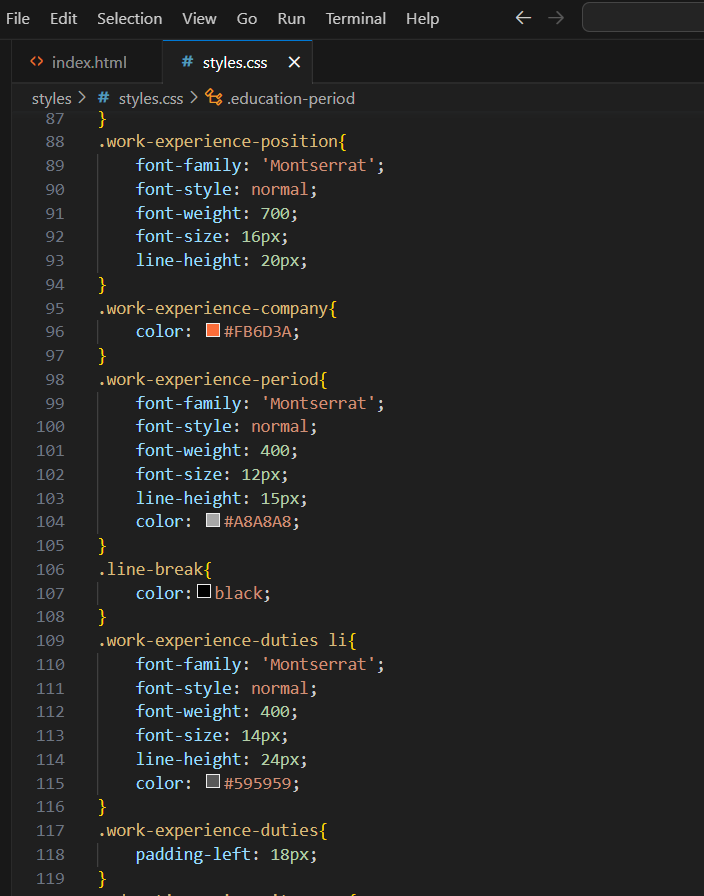 File Edit Selection View Go Run Terminal Help
index.html # styles.css
styles > # styles.css > .education-period
87 }
88 .work-experience-position{
89 font-family: 'Montserrat';
90 font-style: normal;
91 font-weight: 700;
92 font-size: 16px;
93 line-height: 20px;
94 }
95 .work-experience-company{
96 color: #FB6D3A;
97 }
98 .work-experience-period{
99 font-family: 'Montserrat';
100 font-style: normal;
101 font-weight: 400;
102 font-size: 12px;
103 line-height: 15px;
104 color: #A8A8A8;
105 }
106 .line-break{
107 color:black;
108 }
109 .work-experience-duties li{
110 font-family: 'Montserrat';
111 font-style: normal;
112 font-weight: 400;
113 font-size: 14px;
114 line-height: 24px;
115 color: #595959;
116 }
117 .work-experience-duties{
118 padding-left: 18px;
119 }